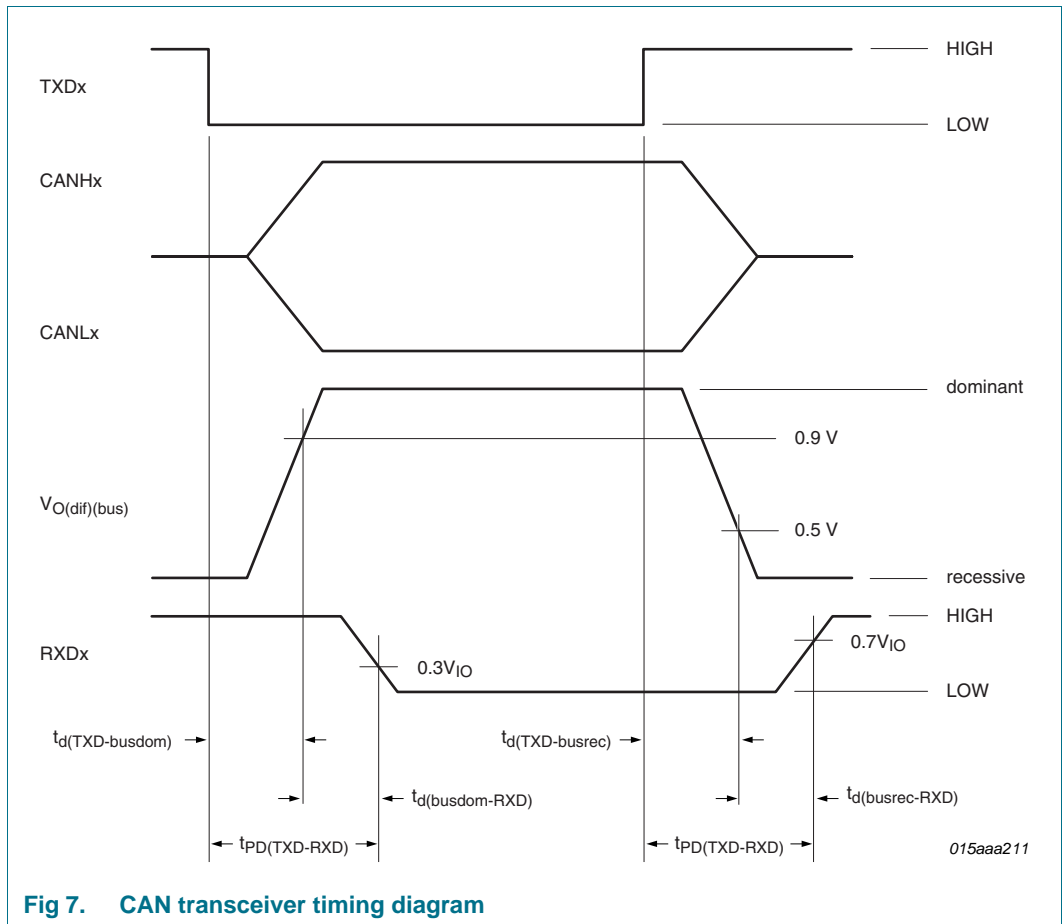 HIGH
TXDx
LOW
CANHx
CANLx
dominant
0.9 V
VO(dif)(bus)
0.5 V
recessive
HIGH
RXDx
0.7VIO
0.3VIO
LOW
td(TXD-busdom)
td(TXD-busrec)
td(busdom-RXD)
td(busrec-RXD)
tPD(TXD-RXD)
tPD(TXD-RXD)
015aaa211
Fig 7. CAN transceiver timing diagram